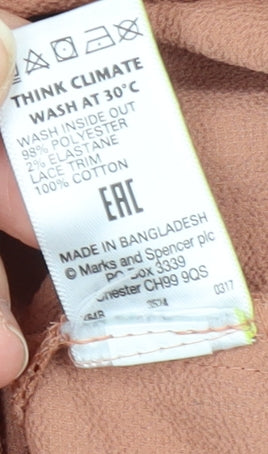 THINK CLIMATE
WASH AT 30°C
WASH INSIDE OUT
98% POLYESTER
2% ELASTANE
LACE TRIM
100% COTTON
EAC
MADE IN BANGLADESH
© Marks and Spencer plc
PO Box 3339
Chester CH99 9QS
0317